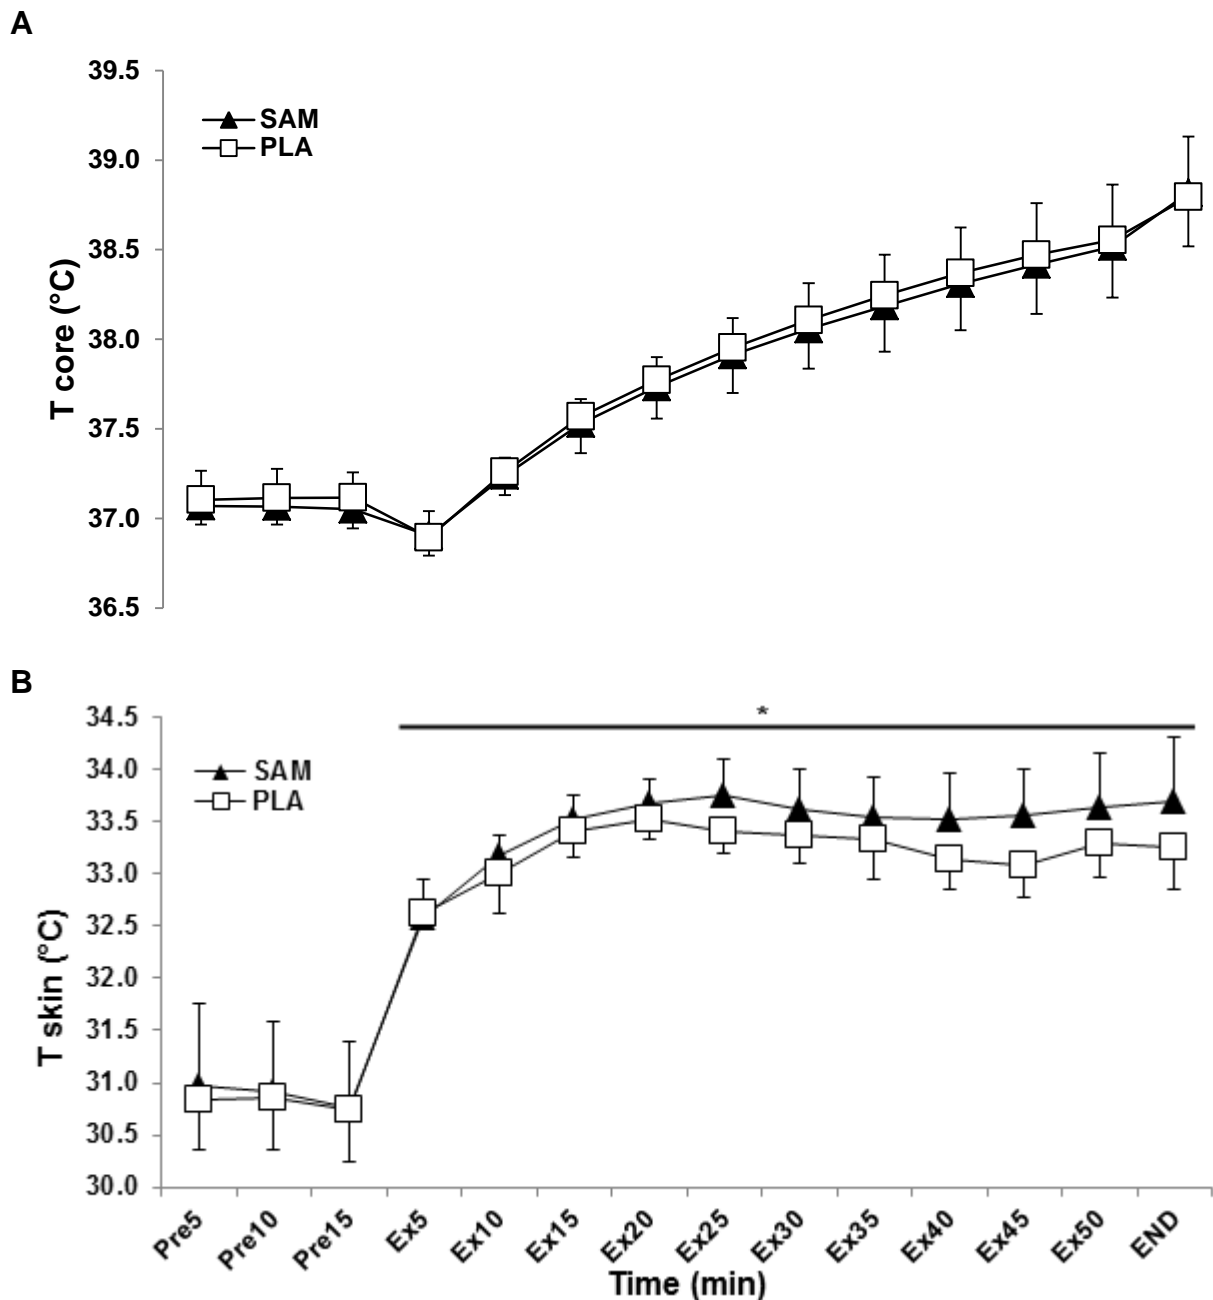 A
39.5
SAM
PLA
39.0
38.5
38.0
37.5
37.0
36.5
T core (°C)
B
34.5
*
34.0
SAM
PLA
33.5
33.0
32.5
32.0
31.5
31.0
30.5
30.0
T skin (°C)
Pre5 Pre10 Pre15 Ex5 Ex10 Ex15 Ex20 Ex25 Ex30 Ex35 Ex40 Ex45 Ex50 END
Time (min)